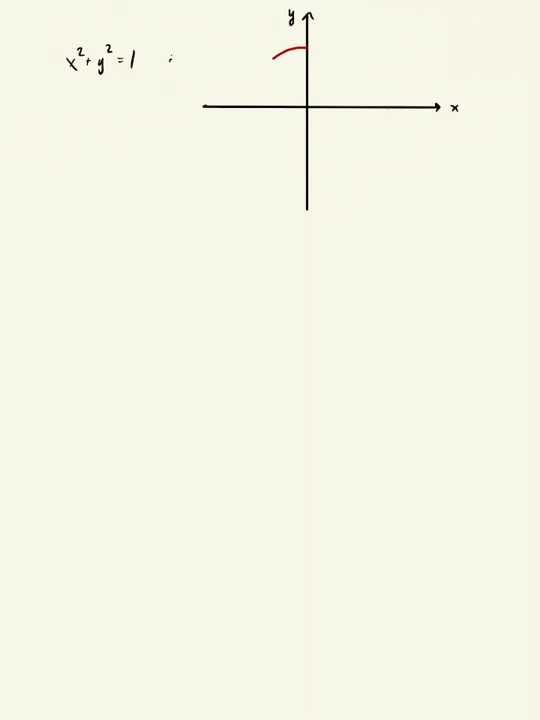 y
x² + y² = 1 :
x